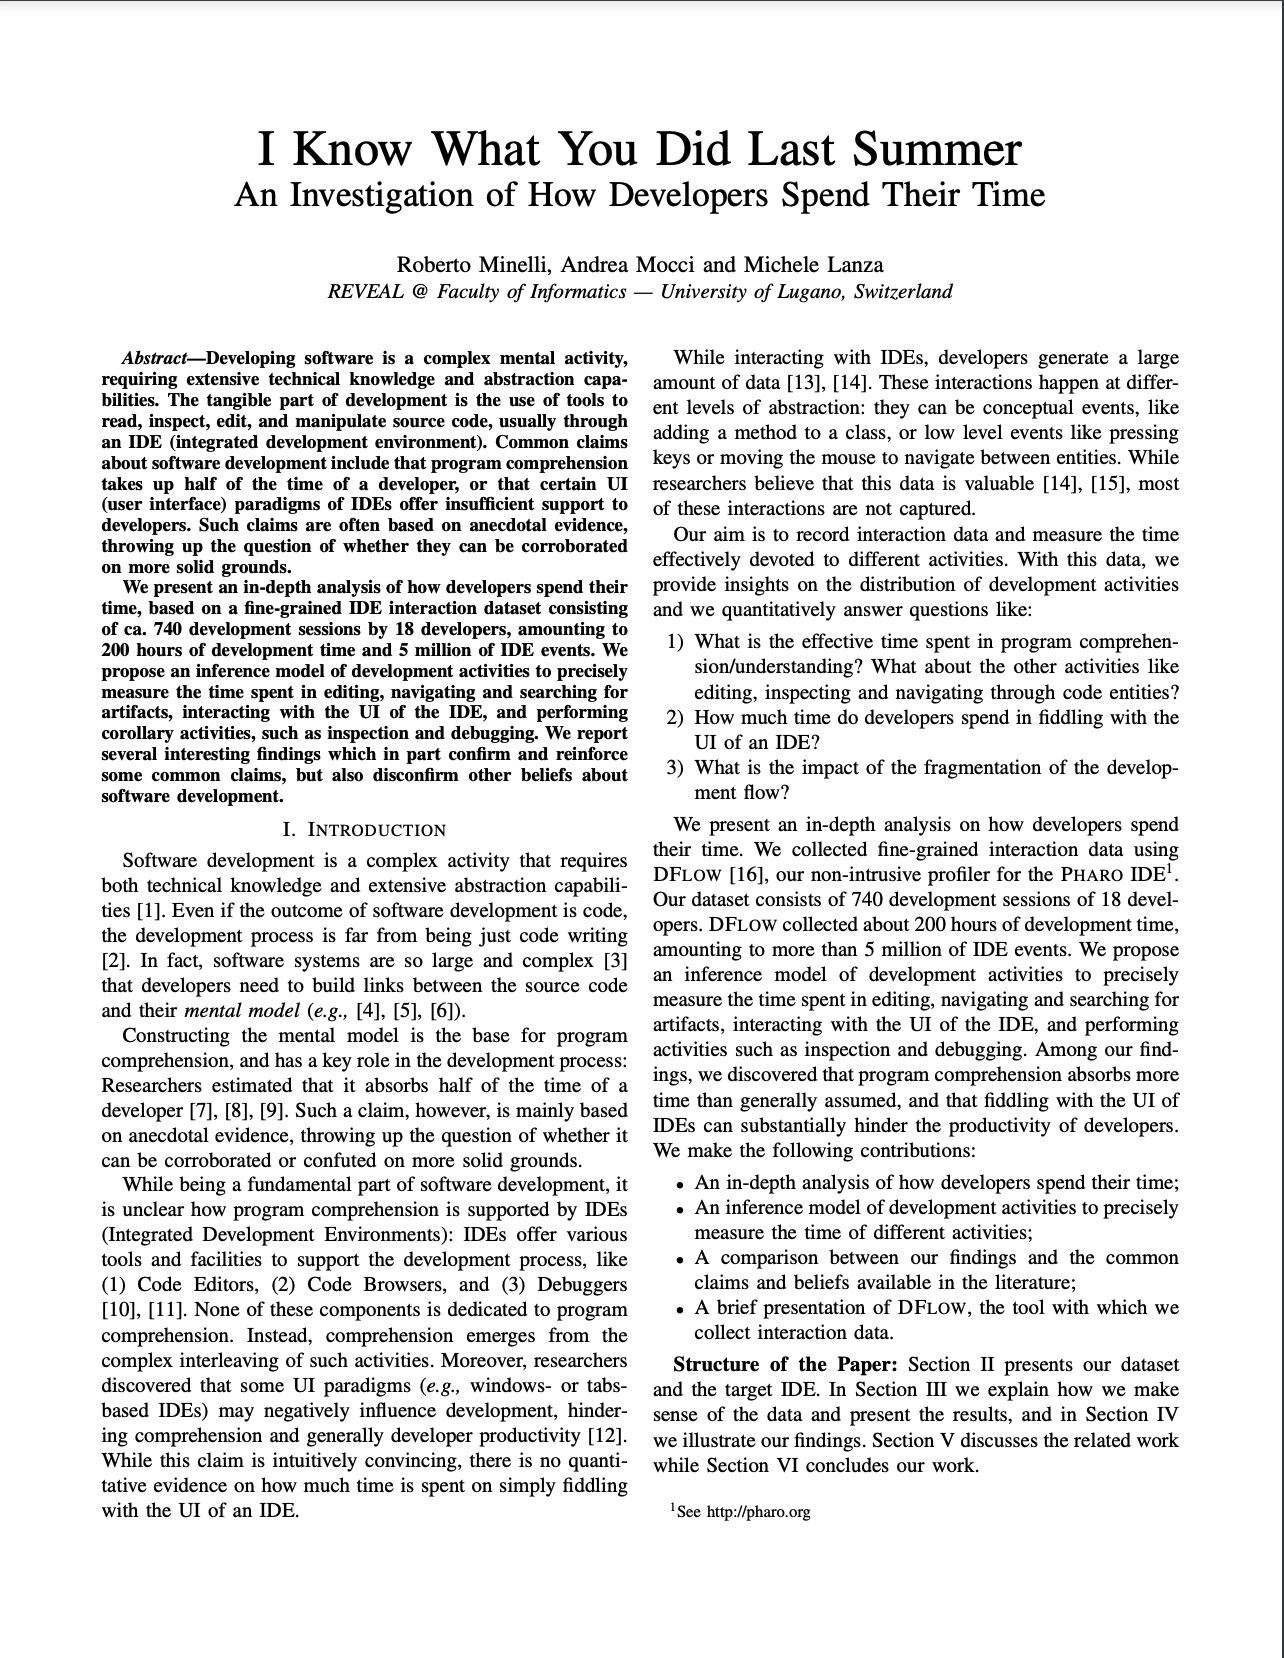 I Know What You Did Last Summer
An Investigation of How Developers Spend Their Time
Roberto Minelli, Andrea Mocci and Michele Lanza
REVEAL @ Faculty of Informatics — University of Lugano, Switzerland
Abstract—Developing software is a complex mental activity,
requiring extensive technical knowledge and abstraction capa-
bilities. The tangible part of development is the use of tools to
read, inspect, edit, and manipulate source code, usually through
an IDE (integrated development environment). Common claims
about software development include that program comprehension
takes up half of the time of a developer, or that certain UI
(user interface) paradigms of IDEs offer insufficient support to
developers. Such claims are often based on anecdotal evidence,
throwing up the question of whether they can be corroborated
on more solid grounds.
We present an in-depth analysis of how developers spend their
time, based on a fine-grained IDE interaction dataset consisting
of ca. 740 development sessions by 18 developers, amounting to
200 hours of development time and 5 million of IDE events. We
propose an inference model of development activities to precisely
measure the time spent in editing, navigating and searching for
artifacts, interacting with the UI of the IDE, and performing
corollary activities, such as inspection and debugging. We report
several interesting findings which in part confirm and reinforce
some common claims, but also disconfirm other beliefs about
software development.
I. INTRODUCTION
Software development is a complex activity that requires
both technical knowledge and extensive abstraction capabili-
ties [1]. Even if the outcome of software development is code,
the development process is far from being just code writing
[2]. In fact, software systems are so large and complex [3]
that developers need to build links between the source code
and their mental model (e.g., [4], [5], [6]).
Constructing the mental model is the base for program
comprehension, and has a key role in the development process:
Researchers estimated that it absorbs half of the time of a
developer [7], [8], [9]. Such a claim, however, is mainly based
on anecdotal evidence, throwing up the question of whether it
can be corroborated or confuted on more solid grounds.
While being a fundamental part of software development, it
is unclear how program comprehension is supported by IDEs
(Integrated Development Environments): IDEs offer various
tools and facilities to support the development process, like
(1) Code Editors, (2) Code Browsers, and (3) Debuggers
[10], [11]. None of these components is dedicated to program
comprehension. Instead, comprehension emerges from the
complex interleaving of such activities. Moreover, researchers
discovered that some UI paradigms (e.g., windows- or tabs-
based IDEs) may negatively influence development, hinder-
ing comprehension and generally developer productivity [12].
While this claim is intuitively convincing, there is no quanti-
tative evidence on how much time is spent on simply fiddling
with the UI of an IDE.
While interacting with IDEs, developers generate a large
amount of data [13], [14]. These interactions happen at differ-
ent levels of abstraction: they can be conceptual events, like
adding a method to a class, or low level events like pressing
keys or moving the mouse to navigate between entities. While
researchers believe that this data is valuable [14], [15], most
of these interactions are not captured.
Our aim is to record interaction data and measure the time
effectively devoted to different activities. With this data, we
provide insights on the distribution of development activities
and we quantitatively answer questions like:
1) What is the effective time spent in program comprehen-
sion/understanding? What about the other activities like
editing, inspecting and navigating through code entities?
2) How much time do developers spend in fiddling with the
UI of an IDE?
3) What is the impact of the fragmentation of the develop-
ment flow?
We present an in-depth analysis on how developers spend
their time. We collected fine-grained interaction data using
DFLOW [16], our non-intrusive profiler for the PHARO IDE¹.
Our dataset consists of 740 development sessions of 18 devel-
opers. DFLOW collected about 200 hours of development time,
amounting to more than 5 million of IDE events. We propose
an inference model of development activities to precisely
measure the time spent in editing, navigating and searching for
artifacts, interacting with the UI of the IDE, and performing
activities such as inspection and debugging. Among our find-
ings, we discovered that program comprehension absorbs more
time than generally assumed, and that fiddling with the UI of
IDEs can substantially hinder the productivity of developers.
We make the following contributions:
• An in-depth analysis of how developers spend their time;
• An inference model of development activities to precisely
measure the time of different activities;
• A comparison between our findings and the common
claims and beliefs available in the literature;
• A brief presentation of DFLOW, the tool with which we
collect interaction data.
Structure of the Paper: Section II presents our dataset
and the target IDE. In Section III we explain how we make
sense of the data and present the results, and in Section IV
we illustrate our findings. Section V discusses the related work
while Section VI concludes our work.
¹See http://pharo.org